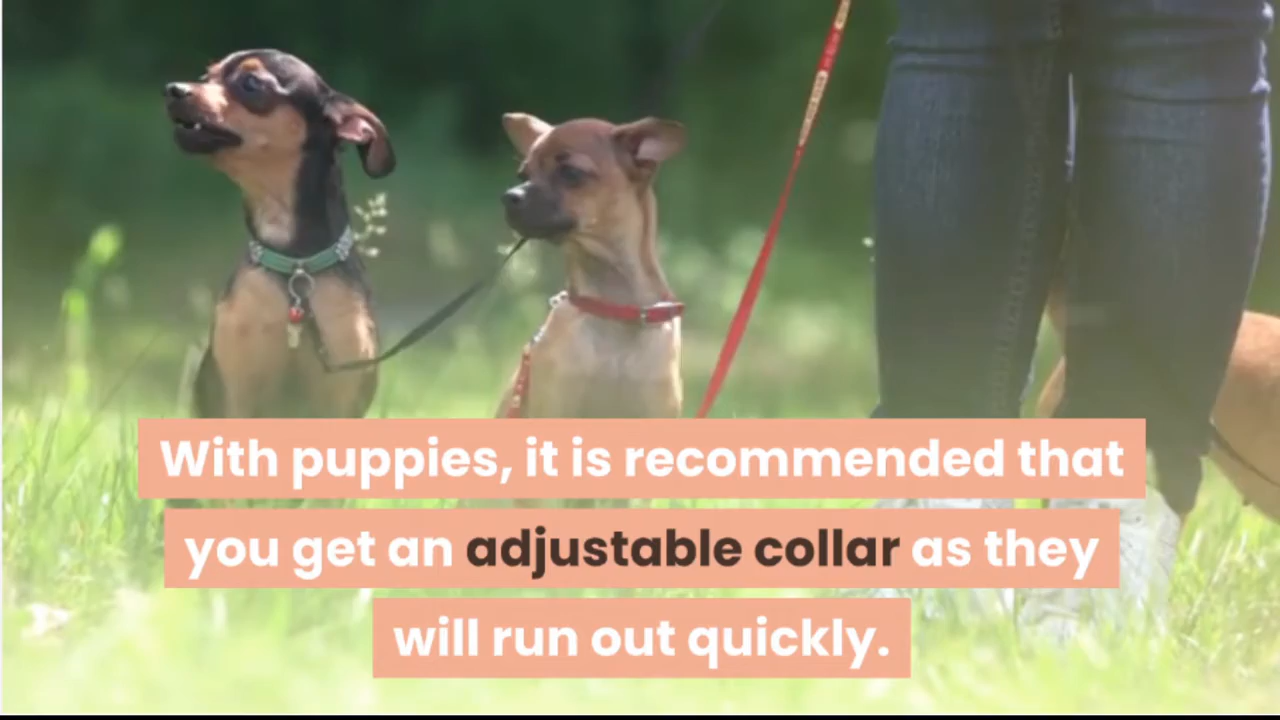 With puppies, it is recommended that
you get an adjustable collar as they
will run out quickly.